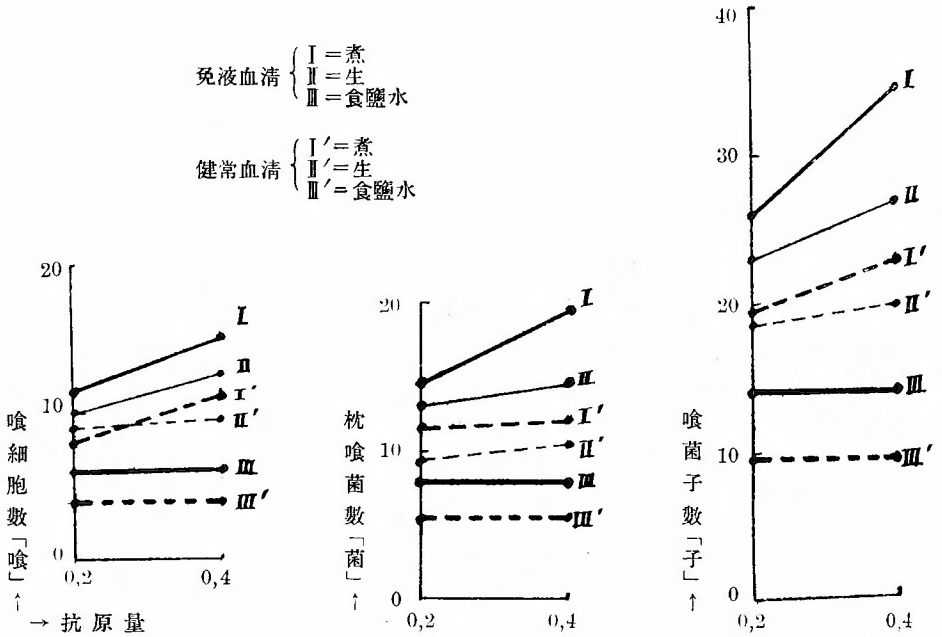 免液血淸
I=煮
II=生
III=食鹽水
健常血淸
I'=煮
II'=生
III'=食鹽水
20
10
0
0,2
0,4
I
II
I'
II'
III
III'
喰細胞數「喰」→
→ 抗原量
20
10
0
0,2
0,4
I
II
I'
II'
III
III'
枕喰菌數「菌」→
40
30
20
10
0
0,2
0,4
I
II
I'
II'
III
III'
喰菌子數「子」→